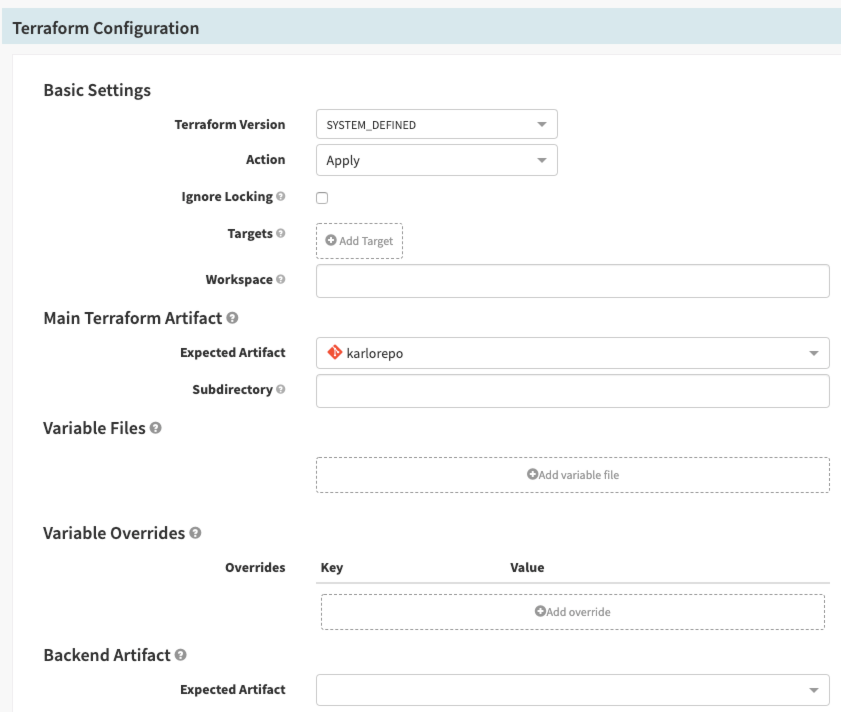 Terraform Configuration
Basic Settings
Terraform Version SYSTEM_DEFINED
Action Apply
Ignore Locking
Targets Add Target
Workspace
Main Terraform Artifact
Expected Artifact karlorepo
Subdirectory
Variable Files
Add variable file
Variable Overrides
Overrides Key Value
Add override
Backend Artifact
Expected Artifact